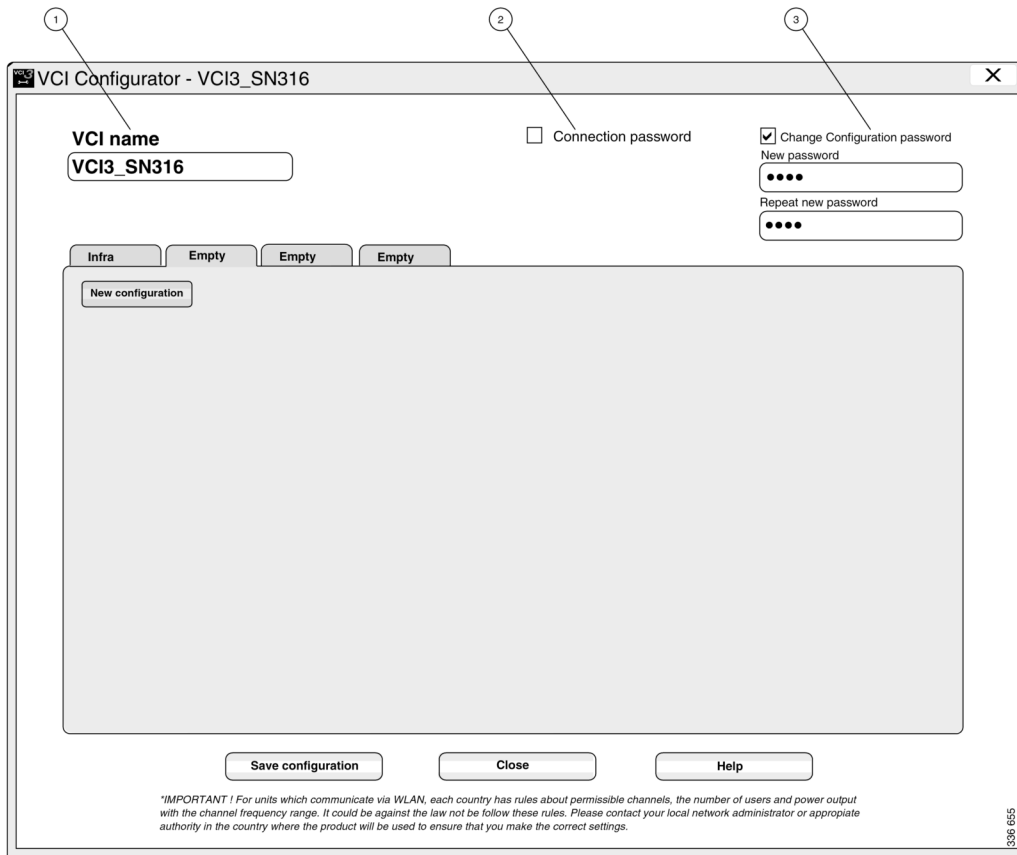 1
2
3
VCI 3
VCI Configurator - VCI3_SN316
X
VCI name
VCI3_SN316
Connection password
Change Configuration password
New password
Repeat new password
Infra
Empty
Empty
Empty
New configuration
Save configuration
Close
Help
*IMPORTANT ! For units which communicate via WLAN, each country has rules about permissible channels, the number of users and power output
with the channel frequency range. It could be against the law not be follow these rules. Please contact your local network administrator or appropiate
authority in the country where the product will be used to ensure that you make the correct settings.
336 655